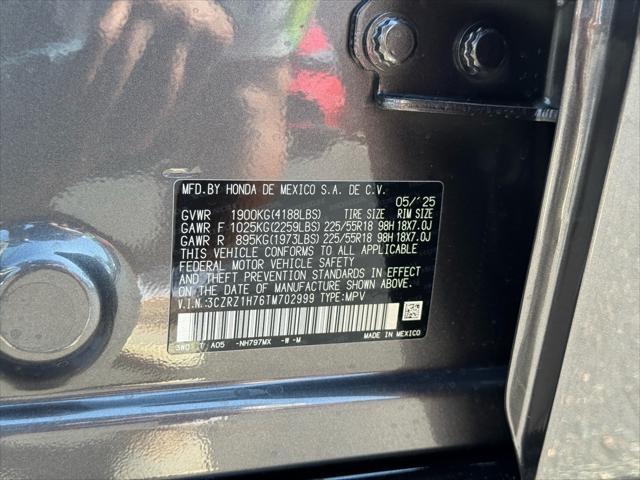 MFD.BY HONDA DE MEXICO S.A. DE C.V.
05/'25
GVWR 1900KG(4188LBS) TIRE SIZE RIM SIZE
GAWR F 1025KG(2259LBS) 225/55R18 98H 18X7.0J
GAWR R 895KG(1973LBS) 225/55R18 98H 18X7.0J
THIS VEHICLE CONFORMS TO ALL APPLICABLE
FEDERAL MOTOR VEHICLE SAFETY
AND THEFT PREVENTION STANDARDS IN EFFECT
ON THE DATE OF MANUFACTURE SHOWN ABOVE.
V.I.N.:3CZRZ1H76TM702999 TYPE:MPV
A05 -NH797MX -W -M MADE IN MEXICO